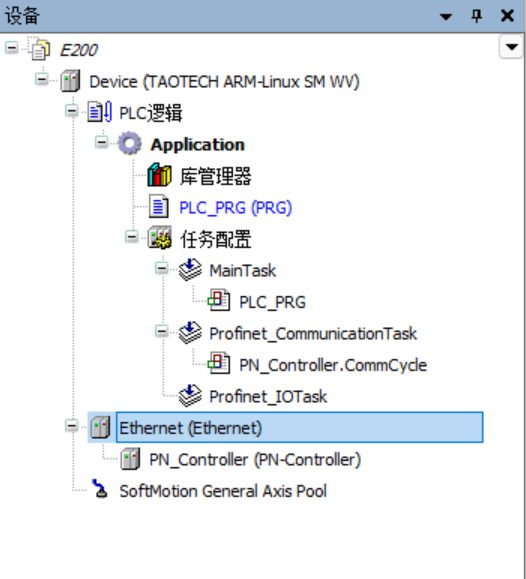 设备
E200
Device (TAOTECH ARM-Linux SM WV)
PLC逻辑
Application
库管理器
PLC_PRG (PRG)
任务配置
MainTask
PLC_PRG
Profinet_CommunicationTask
PN_Controller.CommCycle
Profinet_IOTask
Ethernet (Ethernet)
PN_Controller (PN-Controller)
SoftMotion General Axis Pool